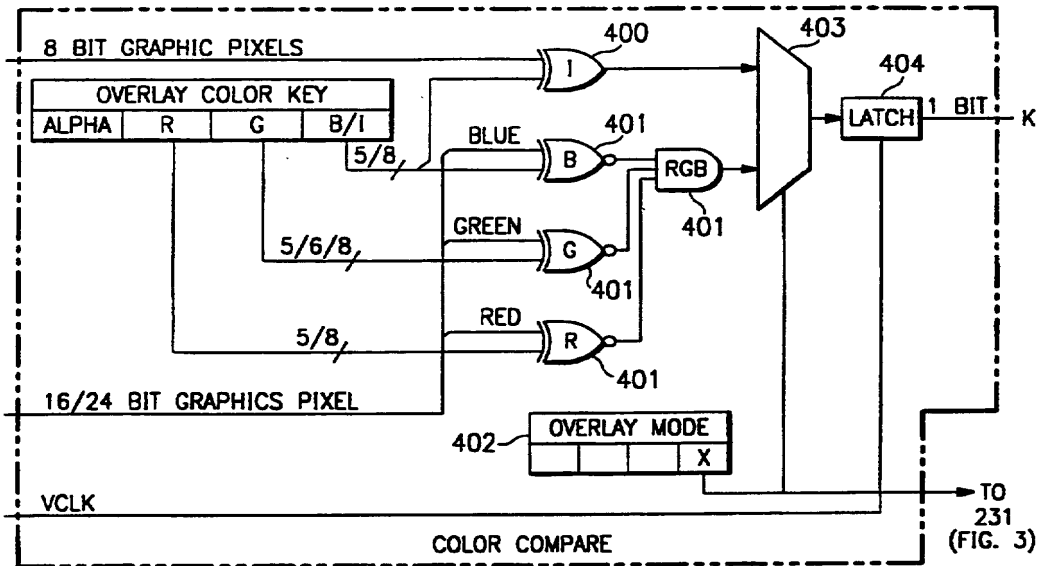 8 BIT GRAPHIC PIXELS
400
403
I
404
OVERLAY COLOR KEY
ALPHA R G B/I
LATCH
1 BIT
K
5/8
BLUE
401
B
RGB
401
GREEN
5/6/8
G
401
RED
5/8
R
401
16/24 BIT GRAPHICS PIXEL
402
OVERLAY MODE
X
VCLK
TO
231
(FIG. 3)
COLOR COMPARE